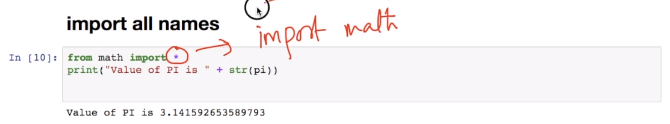 import all names
import math
In [10]: from math import *
print("Value of PI is " + str(pi))
Value of PI is 3.141592653589793